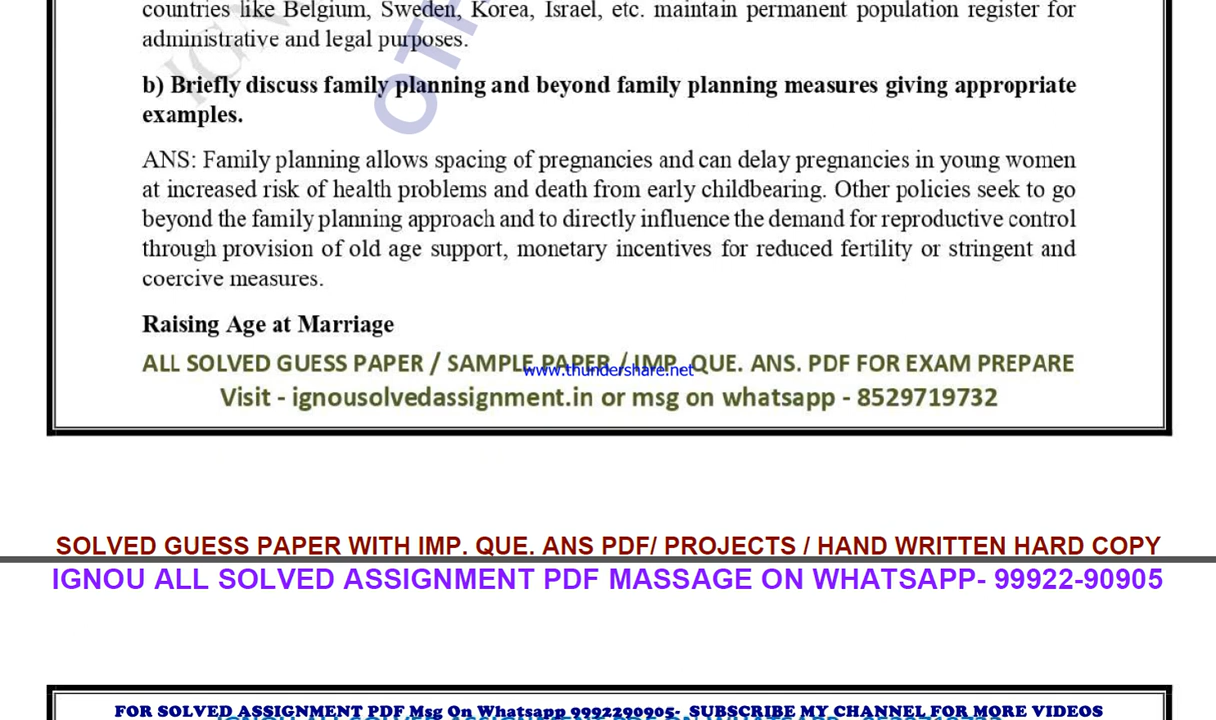 countries like Belgium, Sweden, Korea, Israel, etc. maintain permanent population register for
administrative and legal purposes.
b) Briefly discuss family planning and beyond family planning measures giving appropriate
examples.
ANS: Family planning allows spacing of pregnancies and can delay pregnancies in young women
at increased risk of health problems and death from early childbearing. Other policies seek to go
beyond the family planning approach and to directly influence the demand for reproductive control
through provision of old age support, monetary incentives for reduced fertility or stringent and
coercive measures.
Raising Age at Marriage
ALL SOLVED GUESS PAPER / SAMPLE PAPER / IMP. QUE. ANS. PDF FOR EXAM PREPARE
www.thundershare.net
Visit - ignousolvedassignment.in or msg on whatsapp - 8529719732
SOLVED GUESS PAPER WITH IMP. QUE. ANS PDF/ PROJECTS / HAND WRITTEN HARD COPY
IGNOU ALL SOLVED ASSIGNMENT PDF MASSAGE ON WHATSAPP- 99922-90905
FOR SOLVED ASSIGNMENT PDF Msg On Whatsapp 9992290905- SUBSCRIBE MY CHANNEL FOR MORE VIDEOS